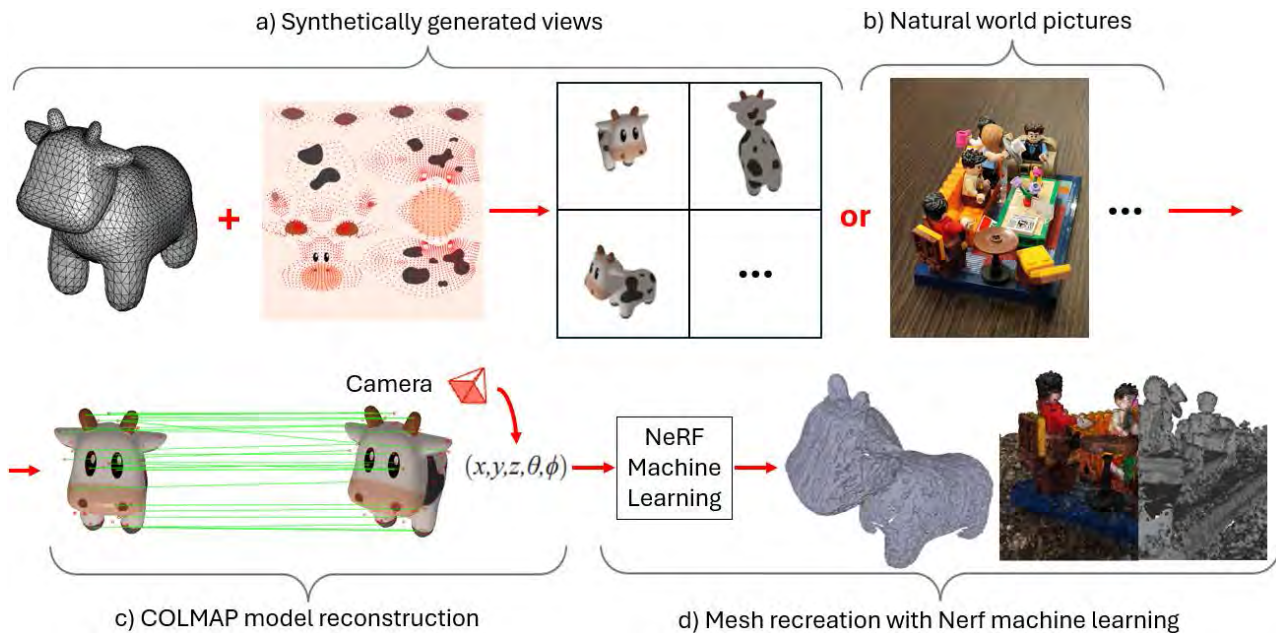 a) Synthetically generated views
b) Natural world pictures
+
or
...
...
Camera
(x,y,z,θ,ϕ)
NeRF
Machine
Learning
c) COLMAP model reconstruction
d) Mesh recreation with Nerf machine learning